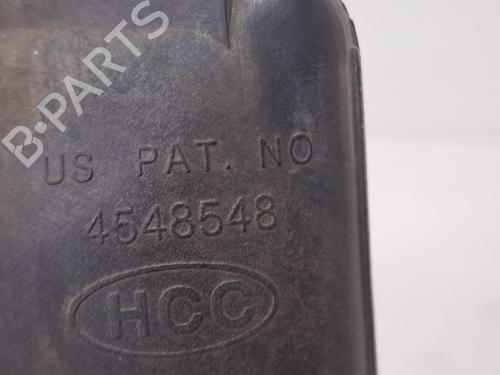 B-PARTS
US PAT. NO
4548548
HCC